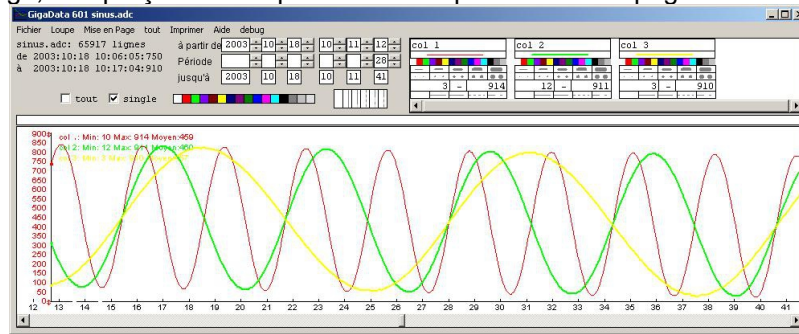 GigaData 601 sinus.adc
Fichier Loupe Mise en Page tout Imprimer Aide debug
sinus.adc: 65917 lignes
de 2003:10:18 10:06:05:750
à 2003:10:18 10:17:04:910
à partir de 2003 10 18 10 11 12
Période 28
jusqu'à 2003 10 18 10 11 41
tout single
col 1
3 - 914
col 2
12 - 911
col 3
3 - 910
col .: Min: 10 Max: 914 Moyen:459
col 2: Min: 12 Max: 911 Moyen:460
900
850
800
750
700
650
600
550
500
450
400
350
300
250
200
150
100
50
0
12 13 14 15 16 17 18 19 20 21 22 23 24 25 26 27 28 29 30 31 32 33 34 35 36 37 38 39 40 41